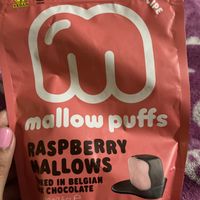 mallow puffs
RASPBERRY
MALLOWS
IN BELGIAN
CHOCOLATE